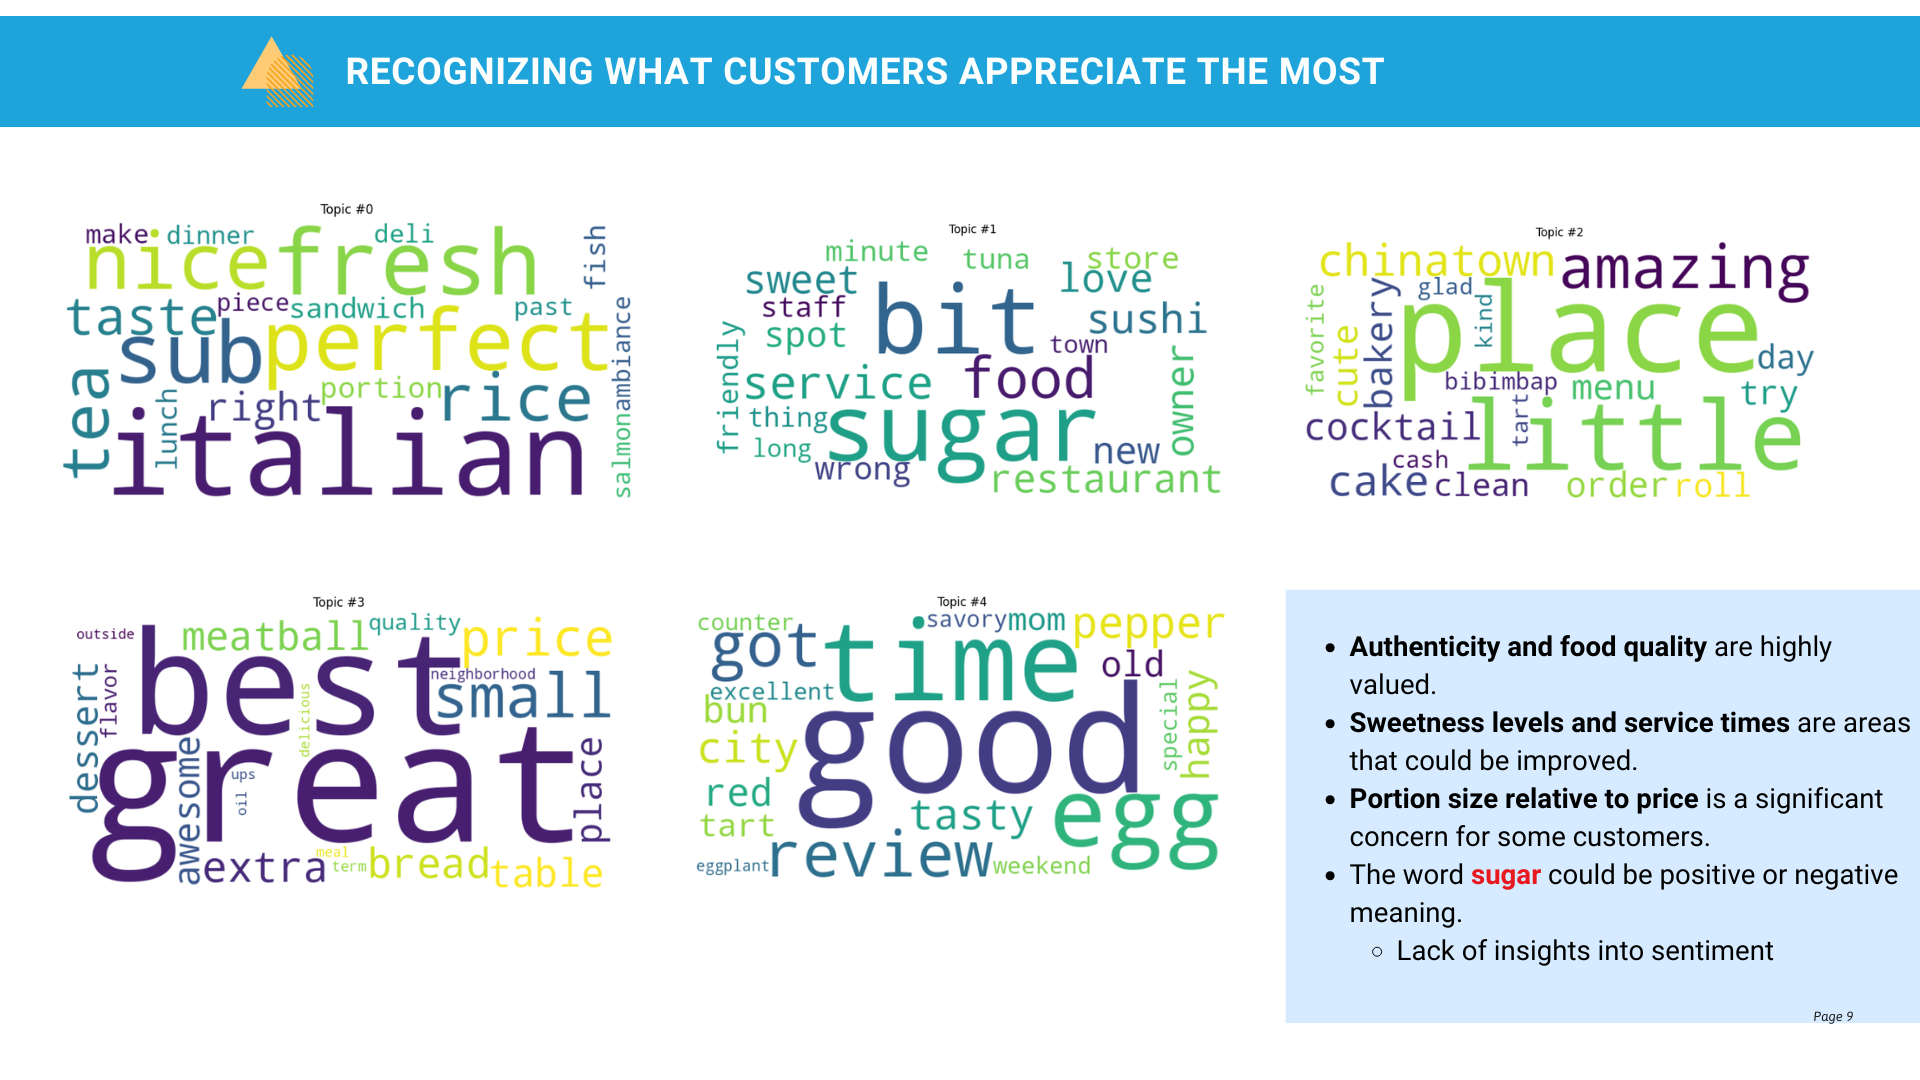 RECOGNIZING WHAT CUSTOMERS APPRECIATE THE MOST
Topic #0
make dinner deli
nice fresh
fish
taste piece sandwich past
sub perfect
ambiance
tea
lunch
right portion rice
italian
salmon
Topic #1
minute tuna store
sweet love
staff bit sushi
spot town
friendly
service food
owner
thing sugar
long new
wrong restaurant
Topic #2
chinatown amazing
favorite
cute
bakery
glad
kind
place
day
bibimbap menu try
cocktail
tart
little
cash
cake clean order roll
Topic #3
outside meatball quality price
best
neighborhood
small
dessert
flavor
delicious
great
awesome
ups
oil
place
extra meal
term bread table
Topic #4
counter savory mom pepper
got time old
excellent
bun good
special
happy
city
red tasty egg
tart
eggplant review weekend
• Authenticity and food quality are highly
valued.
• Sweetness levels and service times are areas
that could be improved.
• Portion size relative to price is a significant
concern for some customers.
• The word sugar could be positive or negative
meaning.
○ Lack of insights into sentiment
Page 9